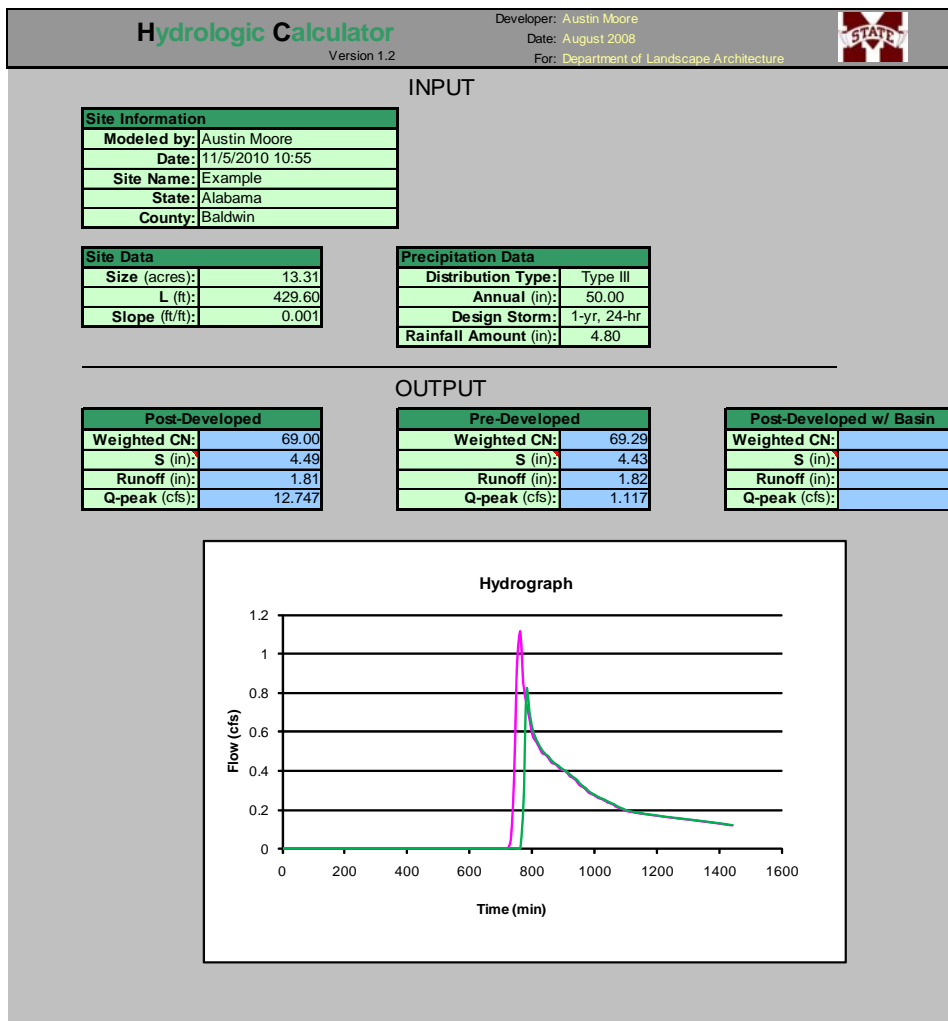 Hydrologic Calculator
Version 1.2
Developer: Austin Moore
Date: August 2008
For: Department of Landscape Architecture
STATE
INPUT
Site Information
Modeled by: Austin Moore
Date: 11/5/2010 10:55
Site Name: Example
State: Alabama
County: Baldwin
Site Data
Size (acres): 13.31
L (ft): 429.60
Slope (ft/ft): 0.001
Precipitation Data
Distribution Type: Type III
Annual (in): 50.00
Design Storm: 1-yr, 24-hr
Rainfall Amount (in): 4.80
OUTPUT
Post-Developed
Weighted CN: 69.00
S (in): 4.49
Runoff (in): 1.81
Q-peak (cfs): 12.747
Pre-Developed
Weighted CN: 69.29
S (in): 4.43
Runoff (in): 1.82
Q-peak (cfs): 1.117
Post-Developed w/ Basin
Weighted CN:
S (in):
Runoff (in):
Q-peak (cfs):
Hydrograph
Flow (cfs)
1.2
1
0.8
0.6
0.4
0.2
0
0 200 400 600 800 1000 1200 1400 1600
Time (min)